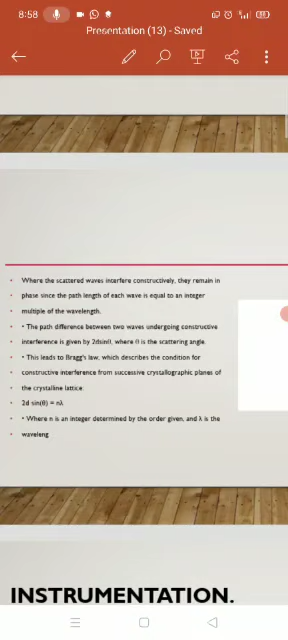 8:58
Presentation (13) - Saved
Where the scattered waves interfere constructively, they remain in
phase since the path length of each wave is equal to an integer
multiple of the wavelength.
• The path difference between two waves undergoing constructive
interference is given by 2dsinθ, where θ is the scattering angle.
• This leads to Bragg's law, which describes the condition for
constructive interference from successive crystallographic planes of
the crystalline lattice:
2d sin(θ) = nλ
• Where n is an integer determined by the order given, and λ is the
waveleng
INSTRUMENTATION.